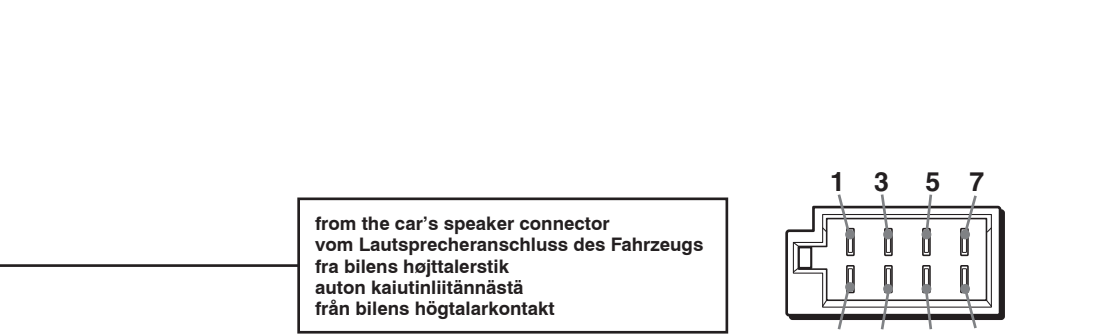 1 3 5 7
from the car’s speaker connector
vom Lautsprecheranschluss des Fahrzeugs
fra bilens højttalerstik
auton kaiutinliitännästä
från bilens högtalarkontakt